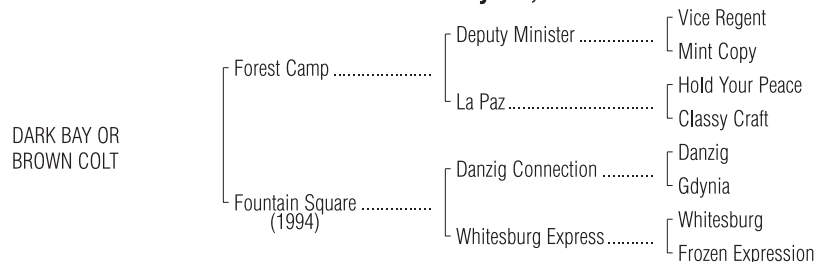 Vice Regent
Deputy Minister
Mint Copy
Forest Camp
Hold Your Peace
La Paz
Classy Craft
DARK BAY OR
BROWN COLT
Danzig
Danzig Connection
Gdynia
Fountain Square
(1994)
Whitesburg
Whitesburg Express
Frozen Expression